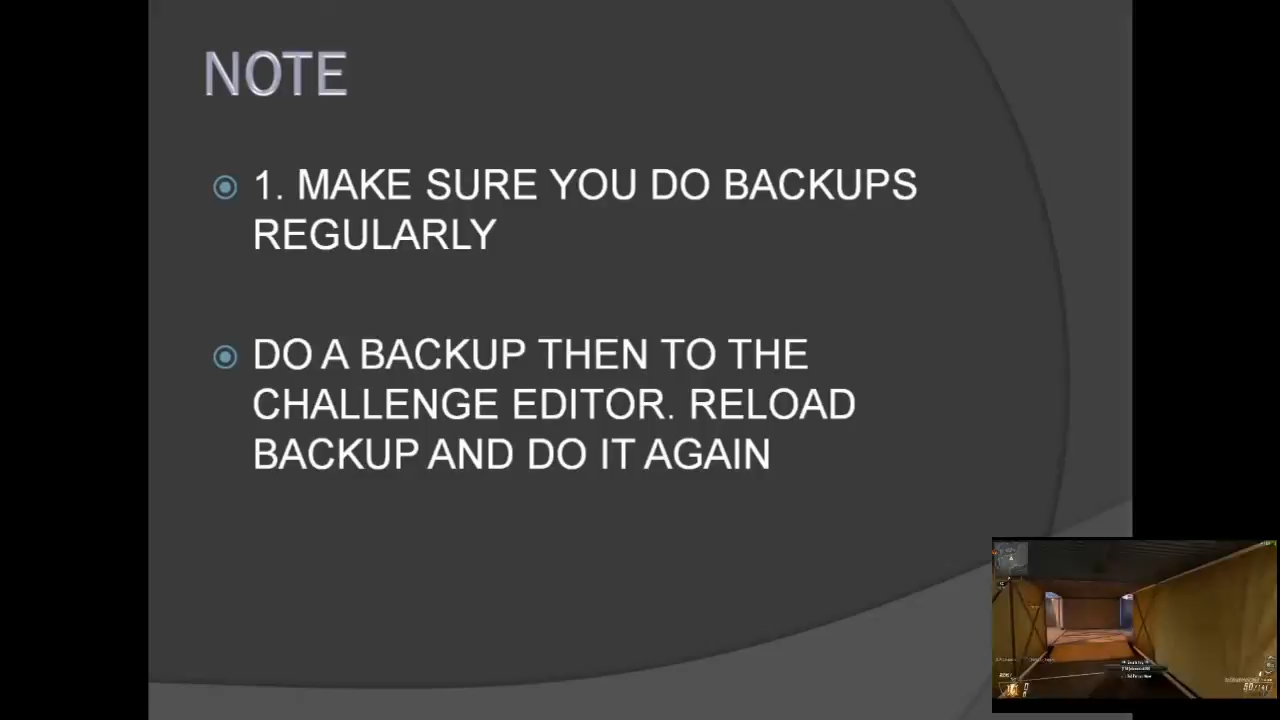 NOTE
1. MAKE SURE YOU DO BACKUPS
REGULARLY
DO A BACKUP THEN TO THE
CHALLENGE EDITOR. RELOAD
BACKUP AND DO IT AGAIN